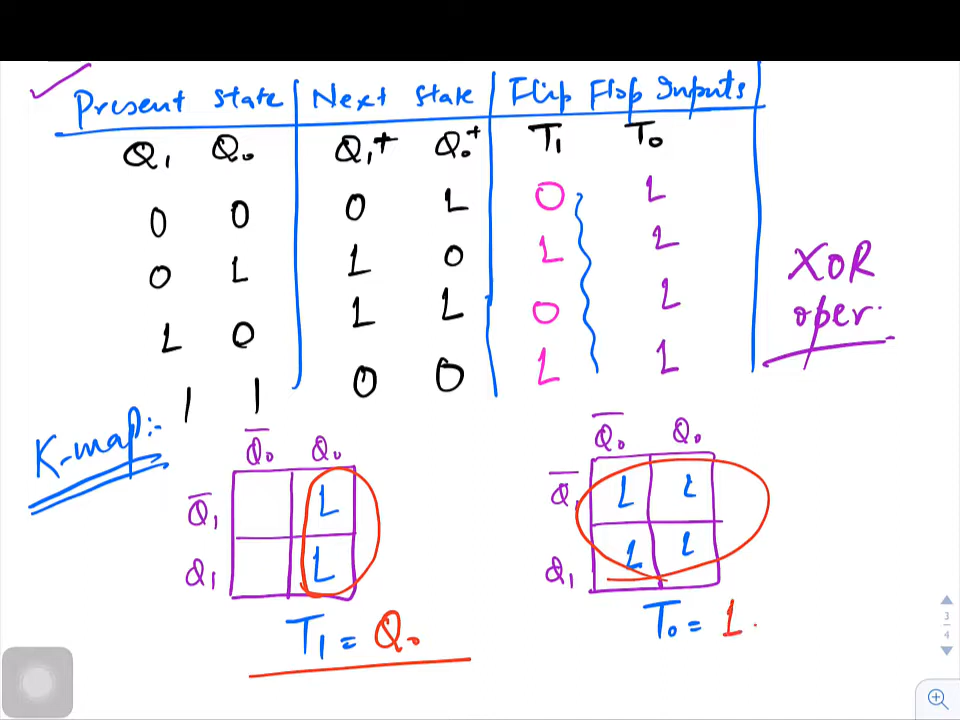 Present State Next State Flip Flop Inputs
Q₁ Q₀ Q₁⁺ Q₀⁺ T₁ T₀
0 0 0 1 0 1
0 1 1 0 1 1
1 0 1 1 0 1
1 1 0 0 1 1
XOR
oper.
K-map:-
Q̅₀ Q₀
Q̅₁ 1
Q₁ 1
T₁ = Q₀
Q̅₀ Q₀
Q̅₁ 1 1
Q₁ 1 1
T₀ = 1.
3
4